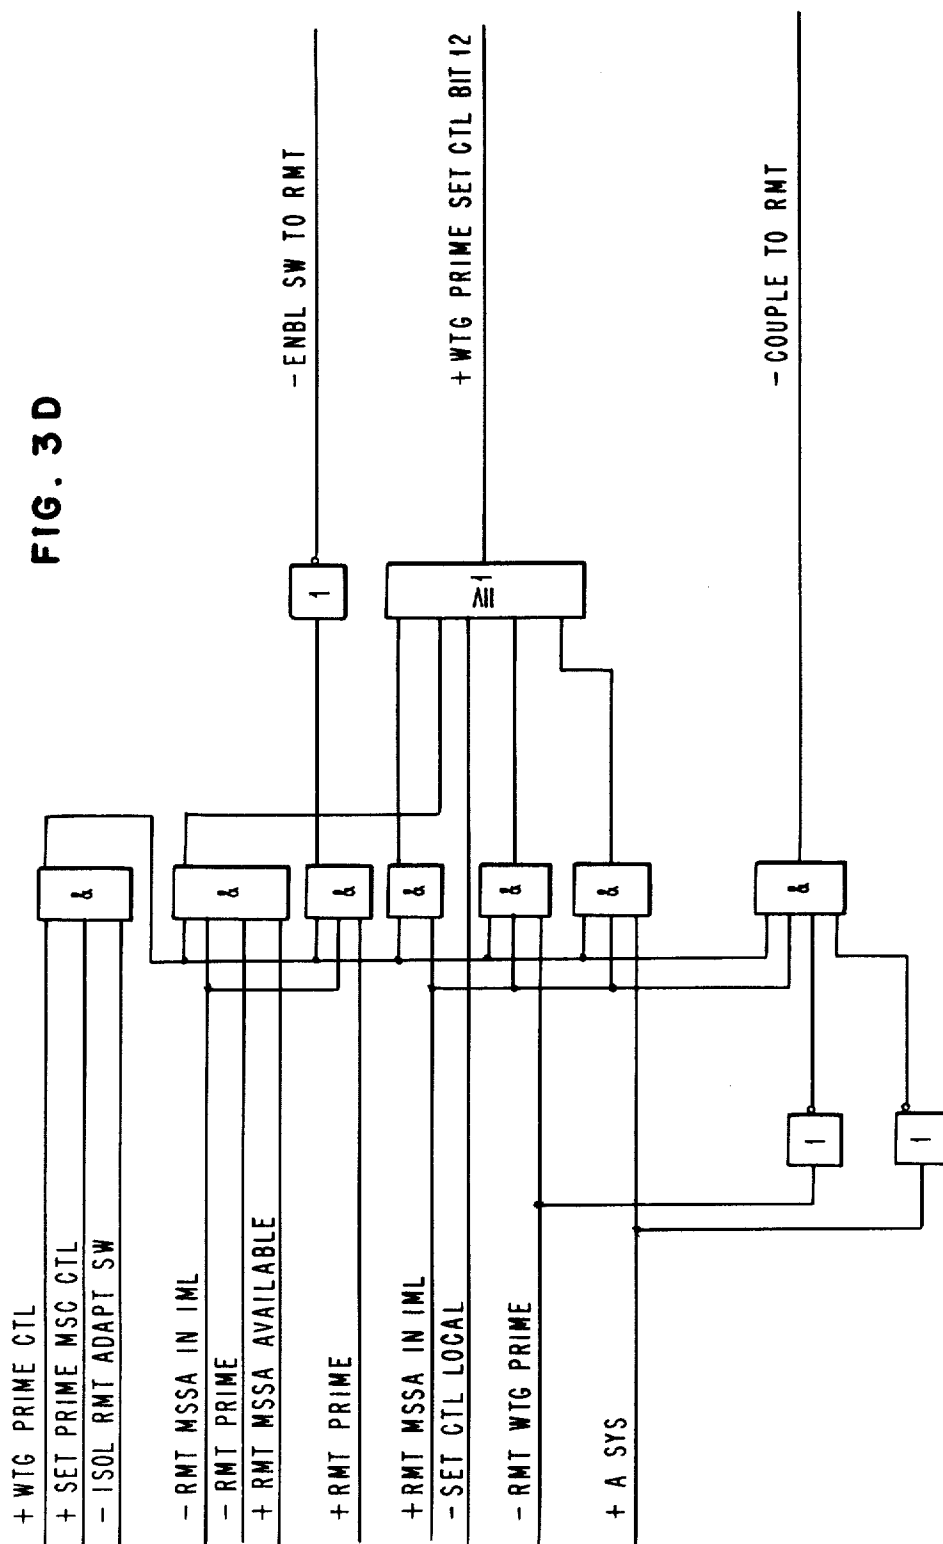 FIG. 3D
+ WTG PRIME CTL
+ SET PRIME MSC CTL
- ISOL RMT ADAPT SW
- RMT MSSA IN IML
- RMT PRIME
+ RMT MSSA AVAILABLE
+ RMT PRIME
+ RMT MSSA IN IML
- SET CTL LOCAL
- RMT WTG PRIME
+ A SYS
&
&
&
&
&
&
&
1
1
1
≥1
- ENBL SW TO RMT
+ WTG PRIME SET CTL BIT 12
- COUPLE TO RMT